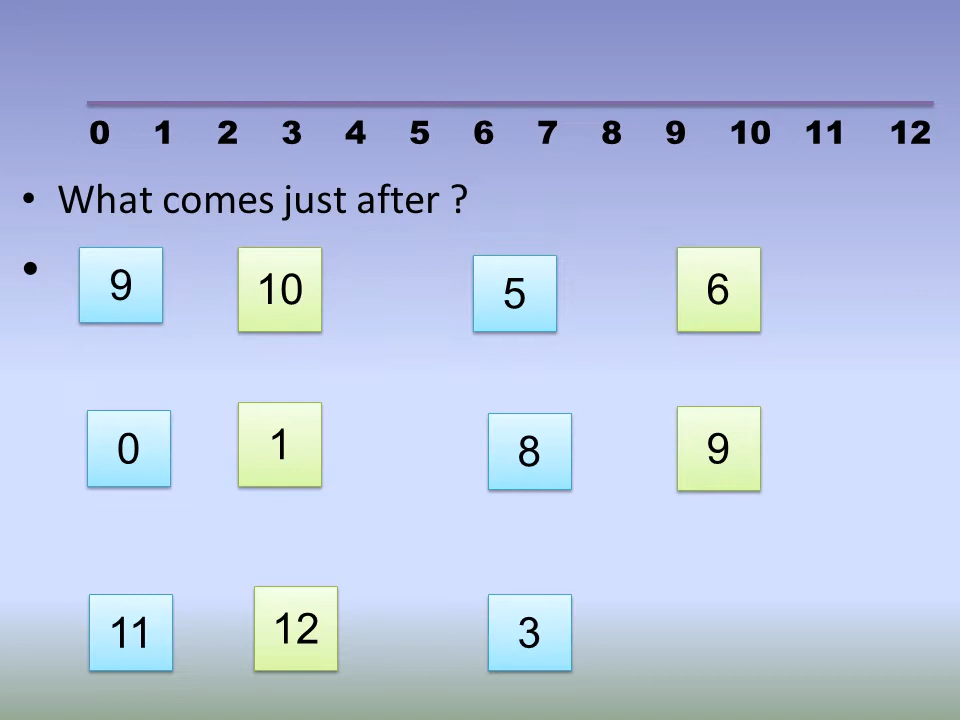 0 1 2 3 4 5 6 7 8 9 10 11 12
• What comes just after ?
• 9 10 5 6
0 1 8 9
11 12 3